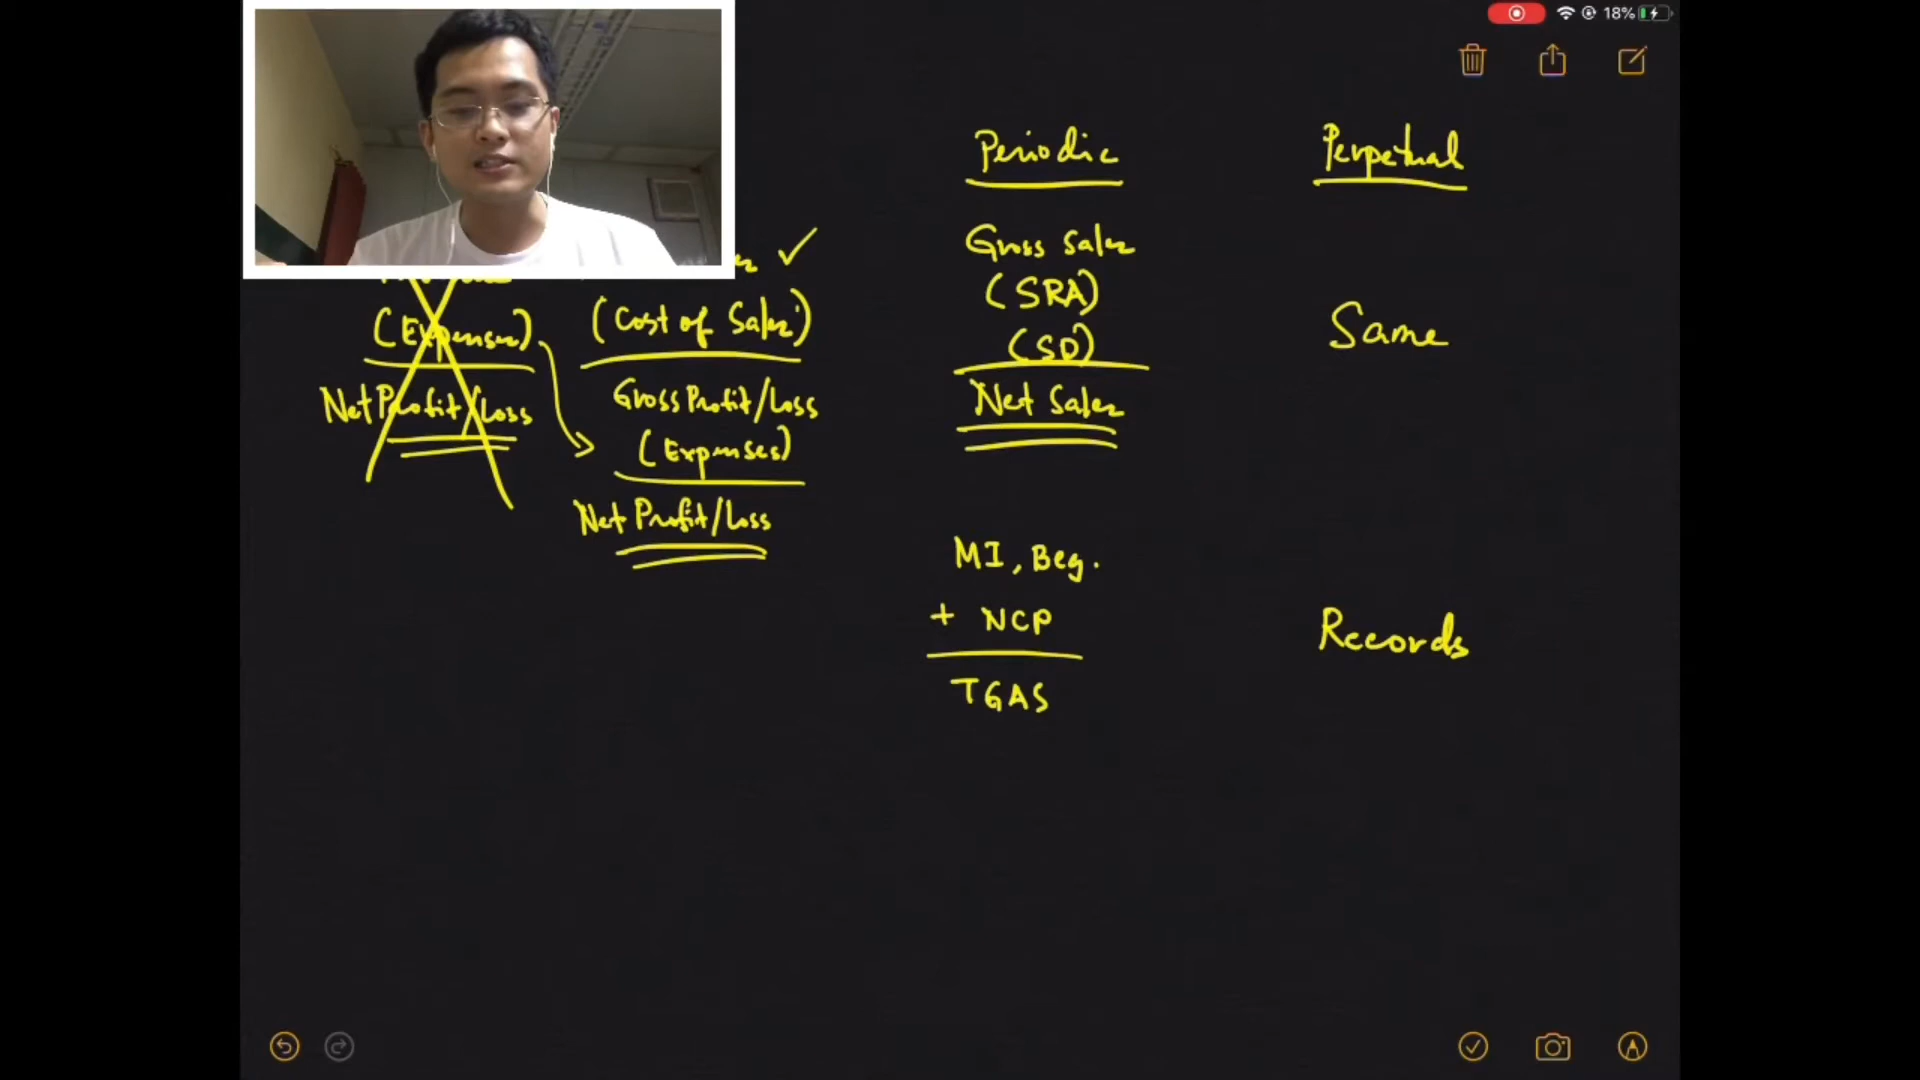 18%
Periodic
Perpetual
Gross Sales
(SRA)
(SD)
Net Sales
Same
(Expenses)
Net Profit/Loss
(Cost of Sales)
Gross Profit/Loss
(Expenses)
Net Profit/Loss
MI, Beg.
+ NCP
TGAS
Records